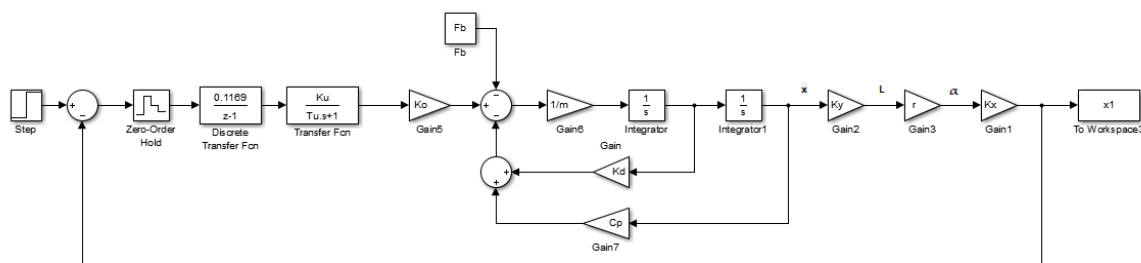 Fb
Fb
Step
+
−
Zero-Order
Hold
0.1169
z-1
Discrete
Transfer Fcn
Ku
Tu.s+1
Transfer Fcn
Ko
Gain5
−
+
−
1/m
Gain6
1
s
Integrator
1
s
Integrator1
x
Ky
Gain2
L
r
Gain3
α
Kx
Gain1
x1
To Workspace3
Gain
Kd
+
+
Cp
Gain7